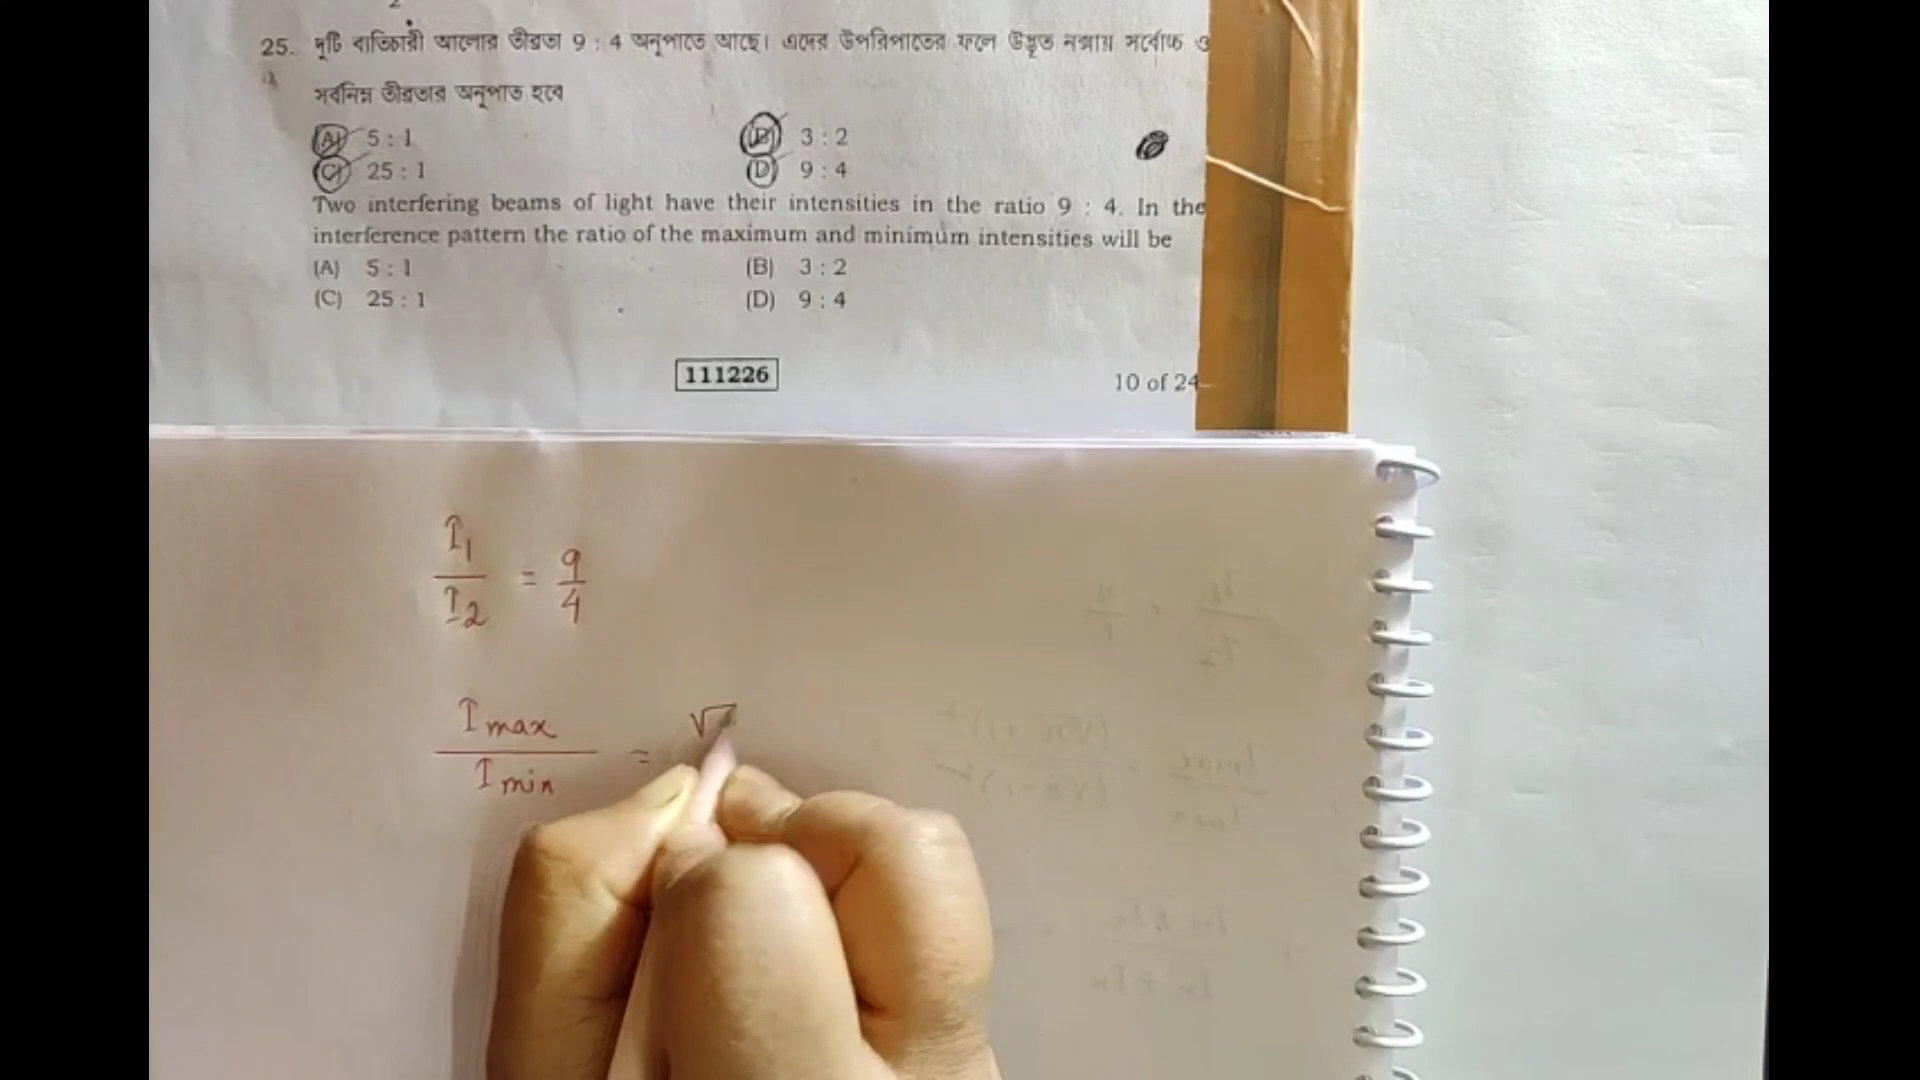 25. দুটি ব্যতিচারী আলোর তীব্রতা 9 : 4 অনুপাতে আছে। এদের উপরিপাতের ফলে উদ্ভূত নক্সায় সর্বোচ্চ ও
সর্বনিম্ন তীব্রতার অনুপাত হবে
(A) 5 : 1 (B) 3 : 2
(C) 25 : 1 (D) 9 : 4
Two interfering beams of light have their intensities in the ratio 9 : 4. In the
interference pattern the ratio of the maximum and minimum intensities will be
(A) 5 : 1 (B) 3 : 2
(C) 25 : 1 (D) 9 : 4
111226
10 of 24
I₁/I₂ = 9/4
I max / I min = √